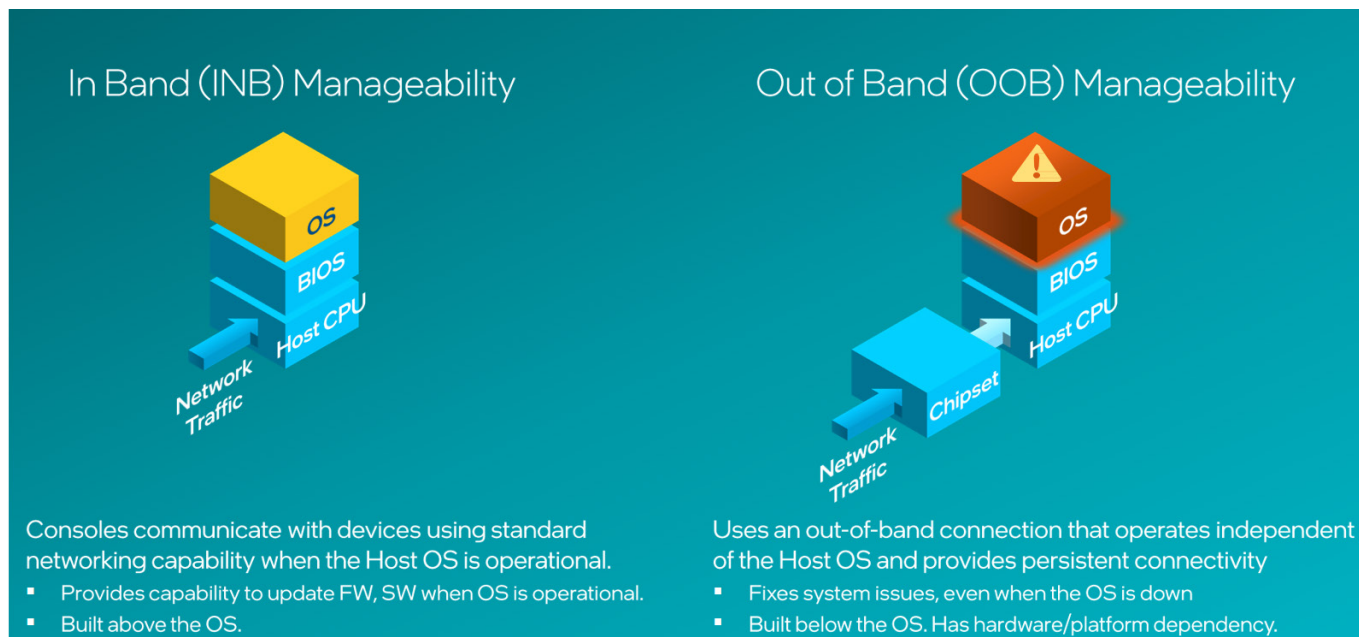 In Band (INB) Manageability
OS
BIOS
Host CPU
Network
Traffic
Consoles communicate with devices using standard
networking capability when the Host OS is operational.
▪ Provides capability to update FW, SW when OS is operational.
▪ Built above the OS.
Out of Band (OOB) Manageability
OS
BIOS
Host CPU
Chipset
Network
Traffic
Uses an out-of-band connection that operates independent
of the Host OS and provides persistent connectivity
▪ Fixes system issues, even when the OS is down
▪ Built below the OS. Has hardware/platform dependency.